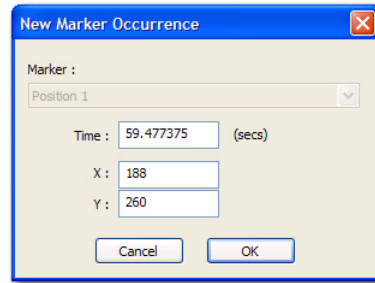 New Marker Occurrence
Marker :
Position 1
Time : 59.477375 (secs)
X : 188
Y : 260
Cancel OK